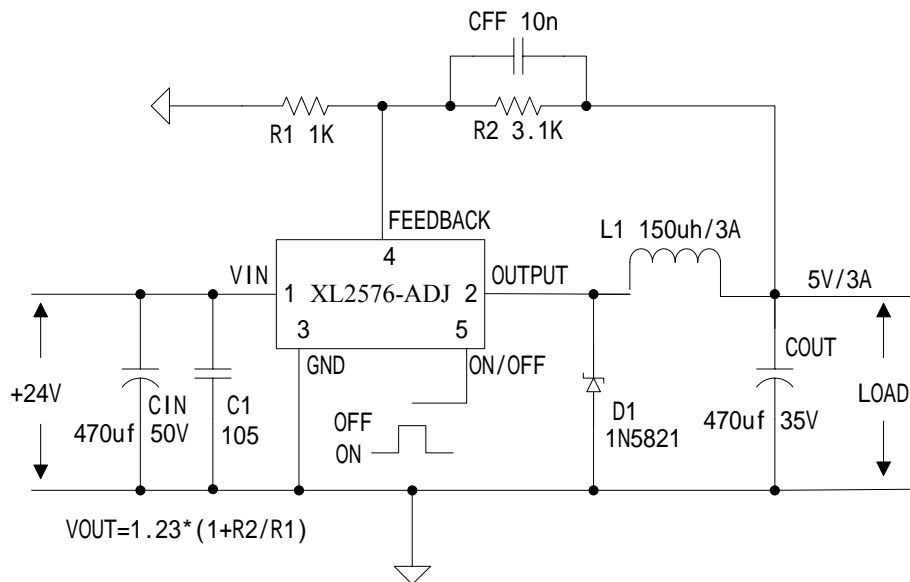 CFF 10n
R1 1K
R2 3.1K
FEEDBACK
L1 150uh/3A
4
VIN
OUTPUT
5V/3A
1 XL2576-ADJ 2
3
5
GND
ON/OFF
COUT
+24V
CIN
470uf 50V
C1
105
OFF
ON
D1
1N5821
470uf 35V
LOAD
VOUT=1.23*(1+R2/R1)